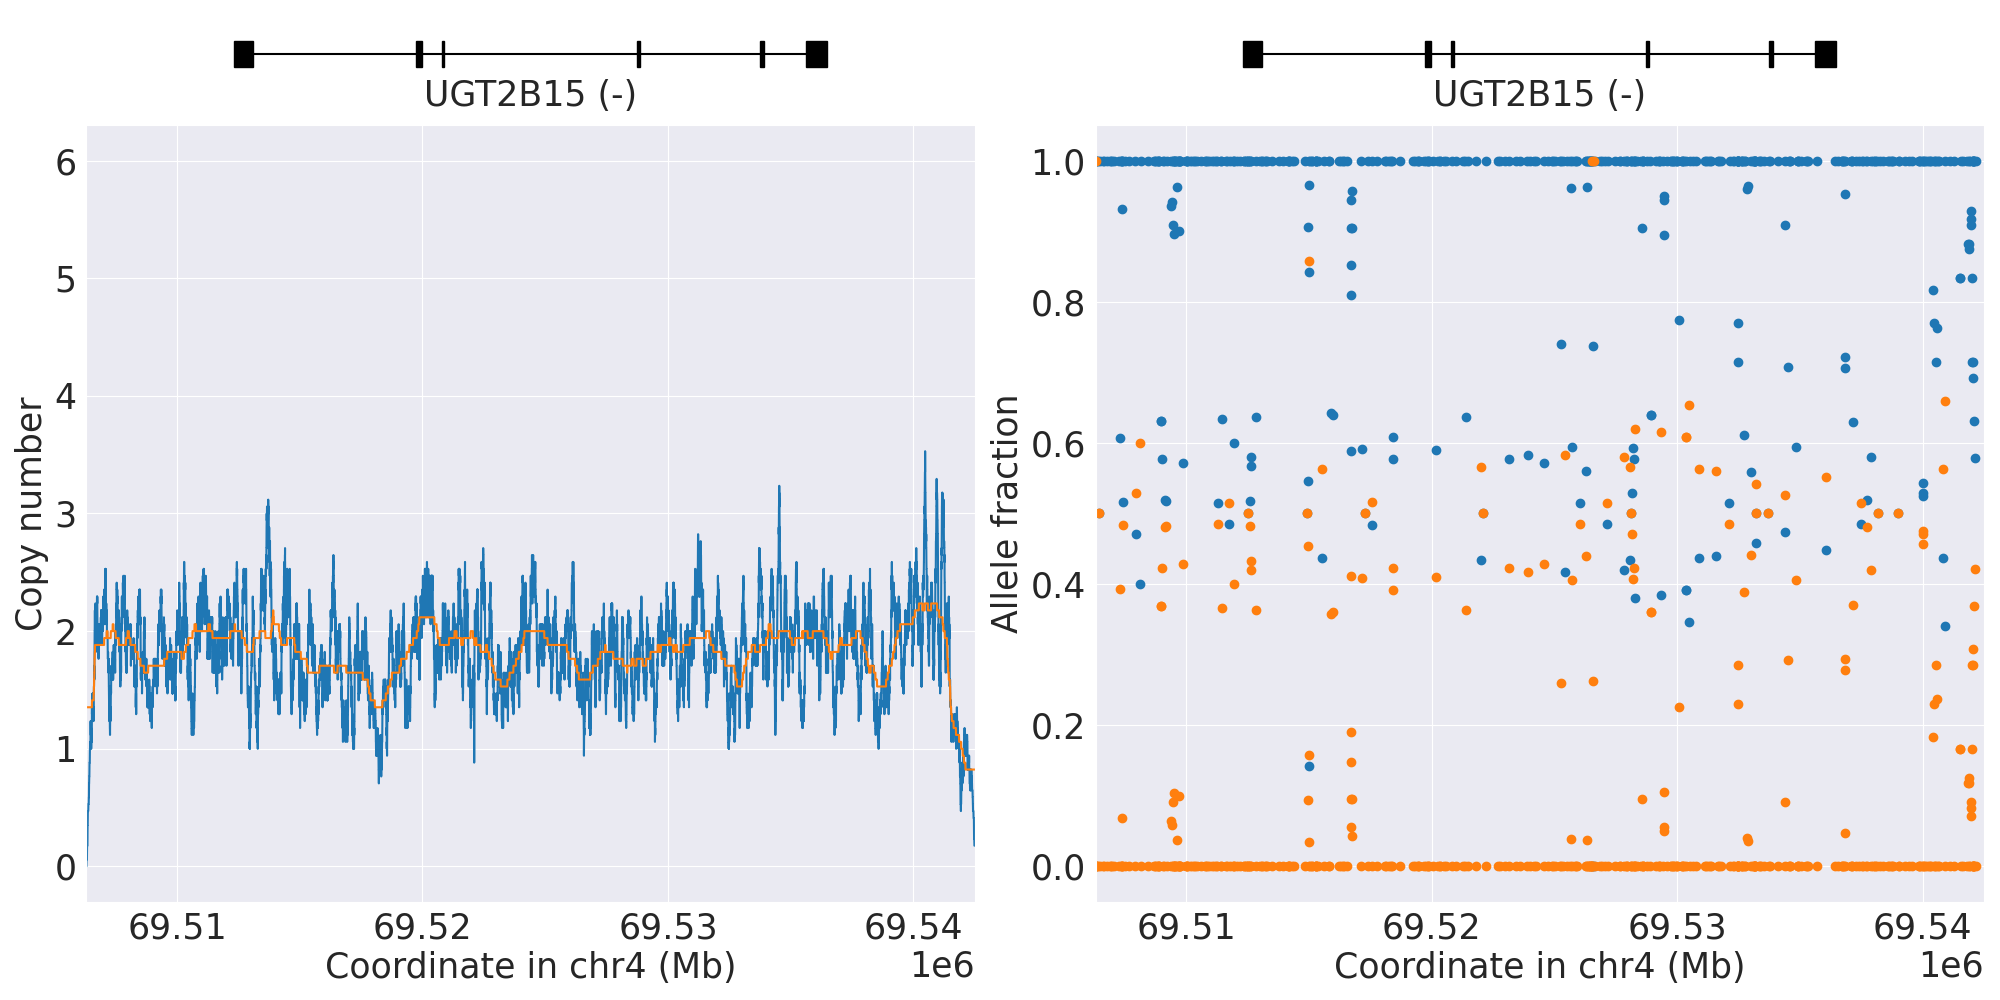 UGT2B15 (-)
6
5
4
3
2
1
0
Copy number
69.51 69.52 69.53 69.54
Coordinate in chr4 (Mb) 1e6
UGT2B15 (-)
1.0
0.8
0.6
0.4
0.2
0.0
Allele fraction
69.51 69.52 69.53 69.54
Coordinate in chr4 (Mb) 1e6